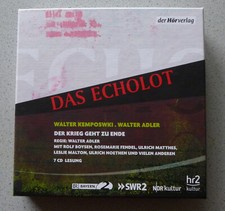 der Hörverlag
DAS ECHOLOT
WALTER KEMPOWSKI . WALTER ADLER
DER KRIEG GEHT ZU ENDE
REGIE: WALTER ADLER
MIT ROLF BOYSEN, ROSEMARIE FENDEL, ULRICH MATTHES,
LESLIE MALTON, ULRICH NOETHEN UND VIELEN ANDEREN
7 CD LESUNG
BAYERN 2
SWR2
NDR kultur
hr2
kultur